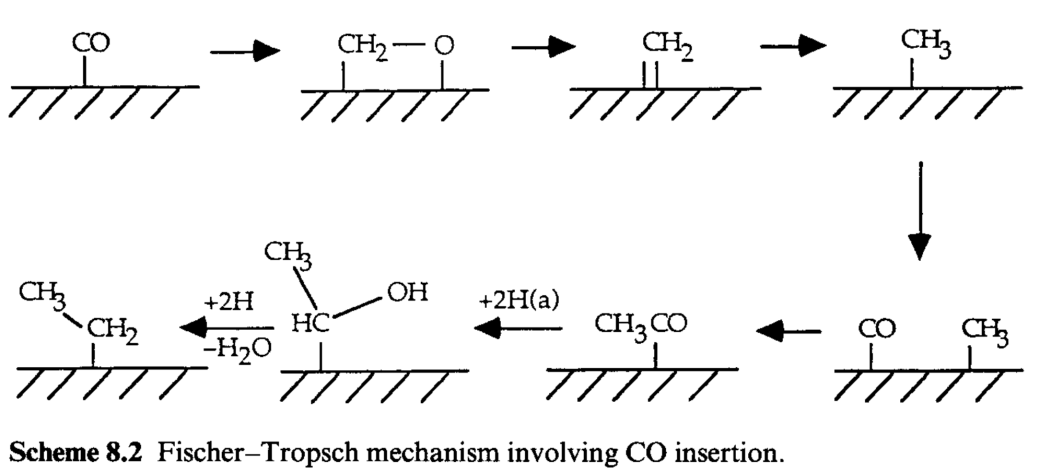 CO
CH₂—O
CH₂
CH₃
CH₃
CH₃
+2H
−H₂O
CH₂
HC
OH
+2H(a)
CH₃CO
CO
CH₃
Scheme 8.2 Fischer–Tropsch mechanism involving CO insertion.